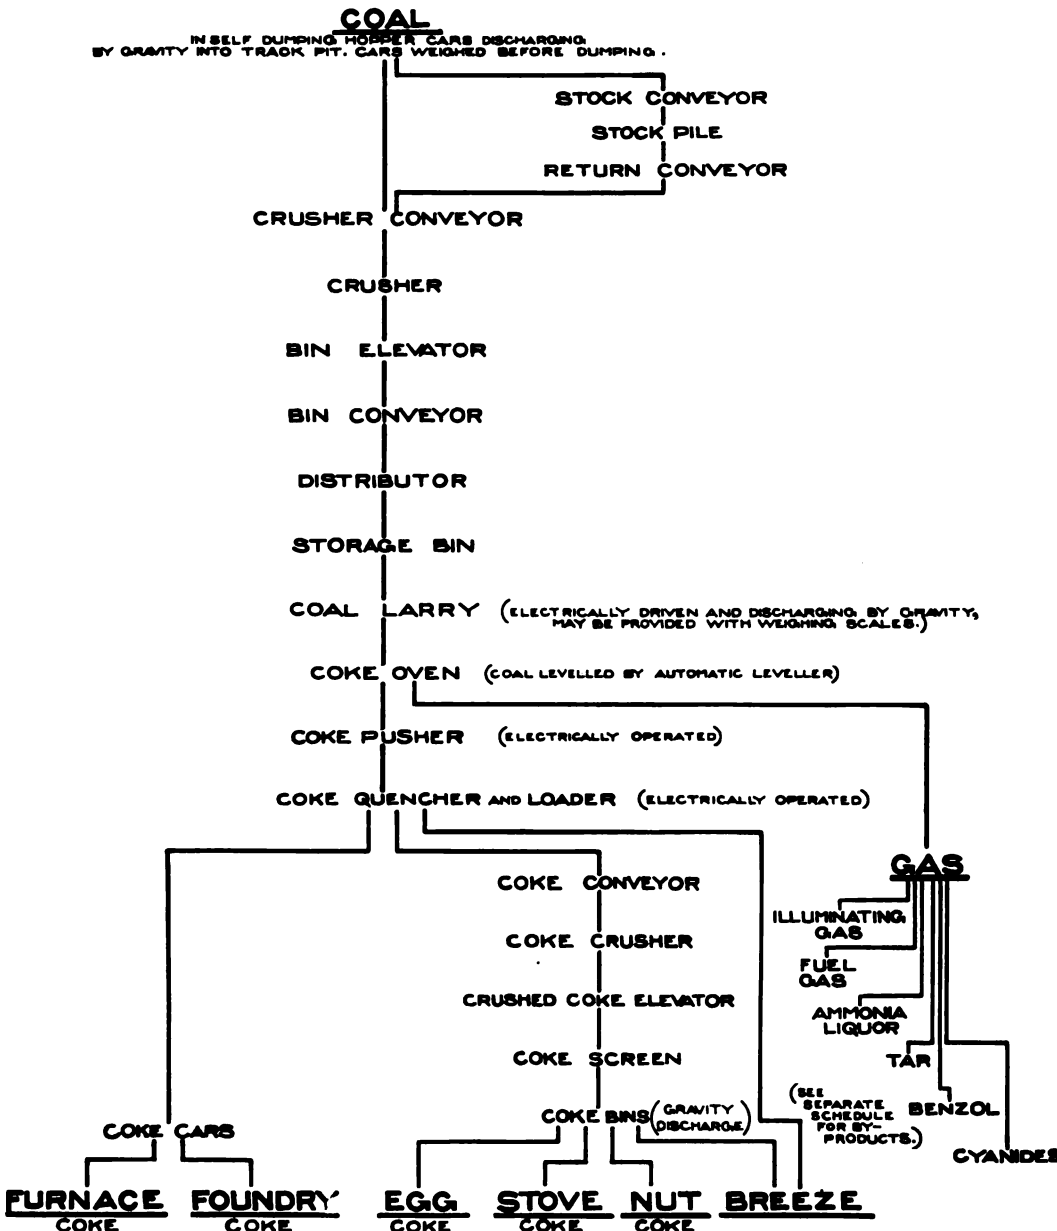 COAL
IN SELF DUMPING HOPPER CARS DISCHARGING
BY GRAVITY INTO TRACK PIT. CARS WEIGHED BEFORE DUMPING.
STOCK CONVEYOR
STOCK PILE
RETURN CONVEYOR
CRUSHER CONVEYOR
CRUSHER
BIN ELEVATOR
BIN CONVEYOR
DISTRIBUTOR
STORAGE BIN
COAL LARRY (ELECTRICALLY DRIVEN AND DISCHARGING BY GRAVITY,
MAY BE PROVIDED WITH WEIGHING SCALES.)
COKE OVEN (COAL LEVELLED BY AUTOMATIC LEVELLER)
COKE PUSHER (ELECTRICALLY OPERATED)
COKE QUENCHER AND LOADER (ELECTRICALLY OPERATED)
GAS
ILLUMINATING
GAS
FUEL
GAS
AMMONIA
LIQUOR
TAR
BENZOL
CYANIDES
(SEE
SEPARATE
SCHEDULE
FOR BY-
PRODUCTS.)
COKE CONVEYOR
COKE CRUSHER
CRUSHED COKE ELEVATOR
COKE SCREEN
COKE BINS (GRAVITY
DISCHARGE)
COKE CARS
FURNACE
COKE
FOUNDRY
COKE
EGG
COKE
STOVE
COKE
NUT
COKE
BREEZE